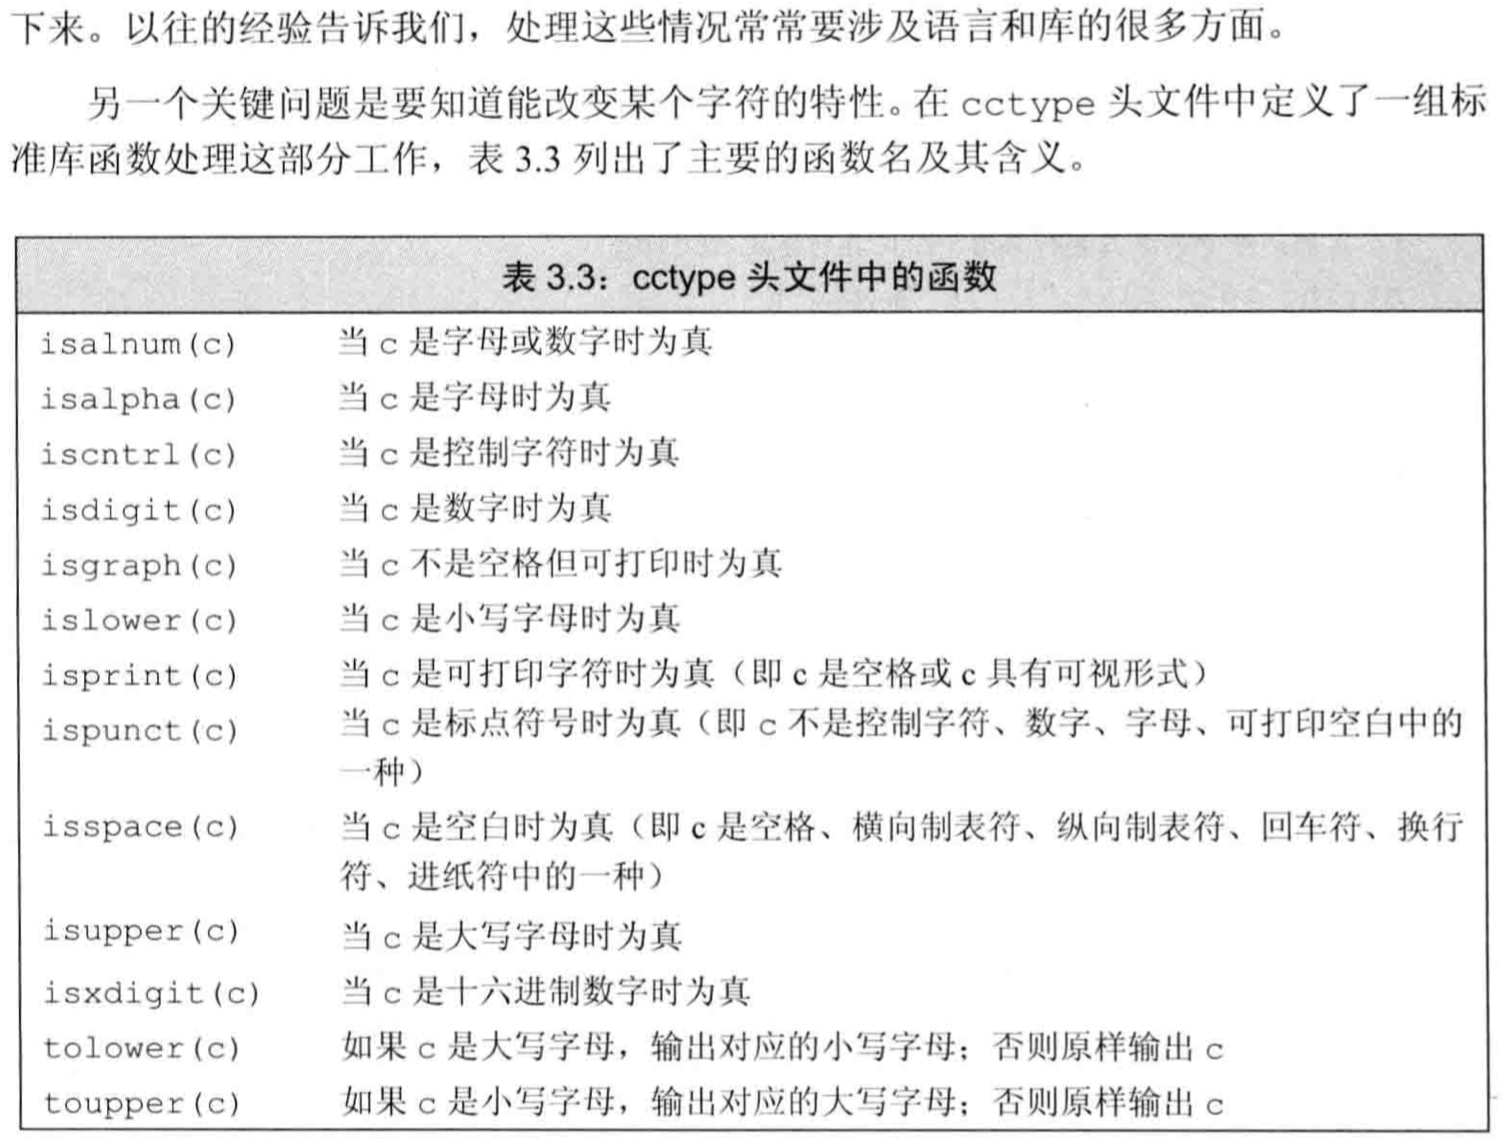 下来。以往的经验告诉我们，处理这些情况常常要涉及语言和库的很多方面。
另一个关键问题是要知道能改变某个字符的特性。在 cctype 头文件中定义了一组标
准库函数处理这部分工作，表 3.3 列出了主要的函数名及其含义。
表 3.3：cctype 头文件中的函数
isalnum(c) 当 c 是字母或数字时为真
isalpha(c) 当 c 是字母时为真
iscntrl(c) 当 c 是控制字符时为真
isdigit(c) 当 c 是数字时为真
isgraph(c) 当 c 不是空格但可打印时为真
islower(c) 当 c 是小写字母时为真
isprint(c) 当 c 是可打印字符时为真（即 c 是空格或 c 具有可视形式）
ispunct(c) 当 c 是标点符号时为真（即 c 不是控制字符、数字、字母、可打印空白中的
一种）
isspace(c) 当 c 是空白时为真（即 c 是空格、横向制表符、纵向制表符、回车符、换行
符、进纸符中的一种）
isupper(c) 当 c 是大写字母时为真
isxdigit(c) 当 c 是十六进制数字时为真
tolower(c) 如果 c 是大写字母，输出对应的小写字母；否则原样输出 c
toupper(c) 如果 c 是小写字母，输出对应的大写字母；否则原样输出 c